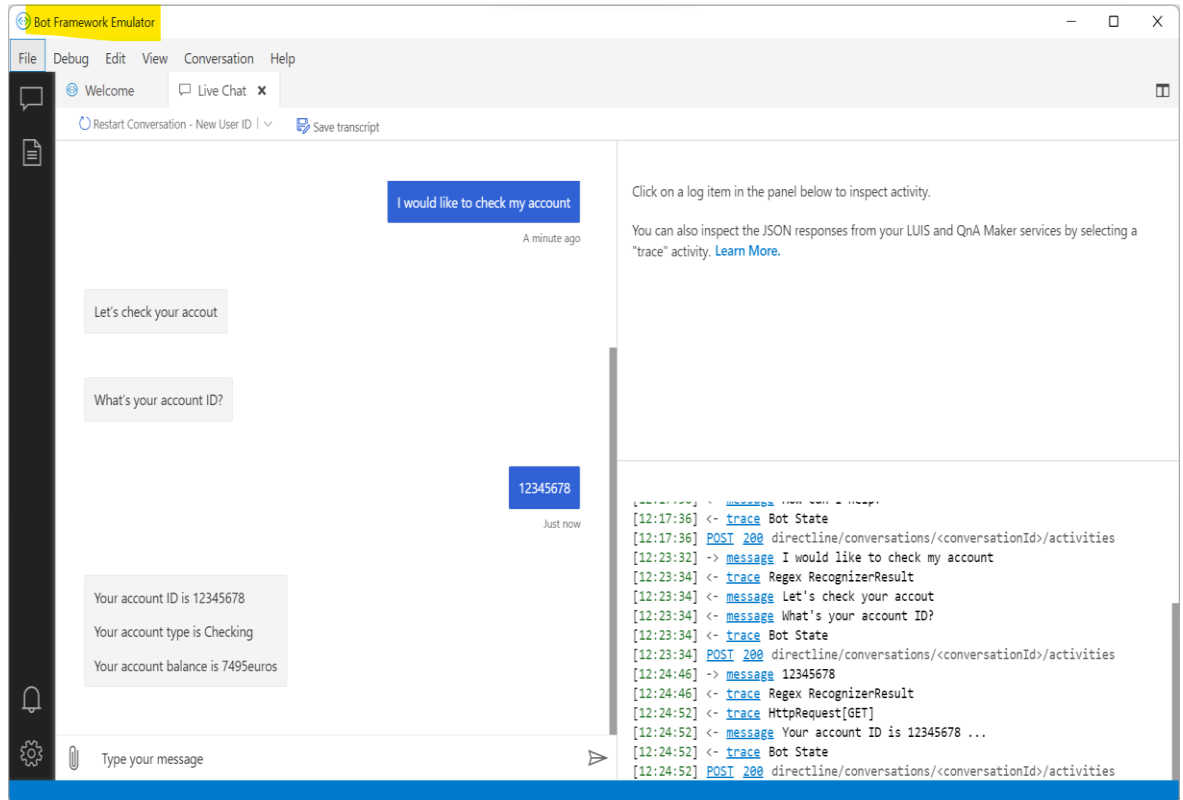 Bot Framework Emulator
File Debug Edit View Conversation Help
Welcome Live Chat
Restart Conversation - New User ID Save transcript
I would like to check my account
A minute ago
Let's check your accout
What's your account ID?
12345678
Just now
Your account ID is 12345678
Your account type is Checking
Your account balance is 7495euros
Type your message
Click on a log item in the panel below to inspect activity.
You can also inspect the JSON responses from your LUIS and QnA Maker services by selecting a
"trace" activity. Learn More.
[12:17:36] <- message How can I help?
[12:17:36] <- trace Bot State
[12:17:36] POST 200 directline/conversations/<conversationId>/activities
[12:23:32] -> message I would like to check my account
[12:23:34] <- trace Regex RecognizerResult
[12:23:34] <- message Let's check your accout
[12:23:34] <- message What's your account ID?
[12:23:34] <- trace Bot State
[12:23:34] POST 200 directline/conversations/<conversationId>/activities
[12:24:46] -> message 12345678
[12:24:46] <- trace Regex RecognizerResult
[12:24:52] <- trace HttpRequest[GET]
[12:24:52] <- message Your account ID is 12345678 ...
[12:24:52] <- trace Bot State
[12:24:52] POST 200 directline/conversations/<conversationId>/activities